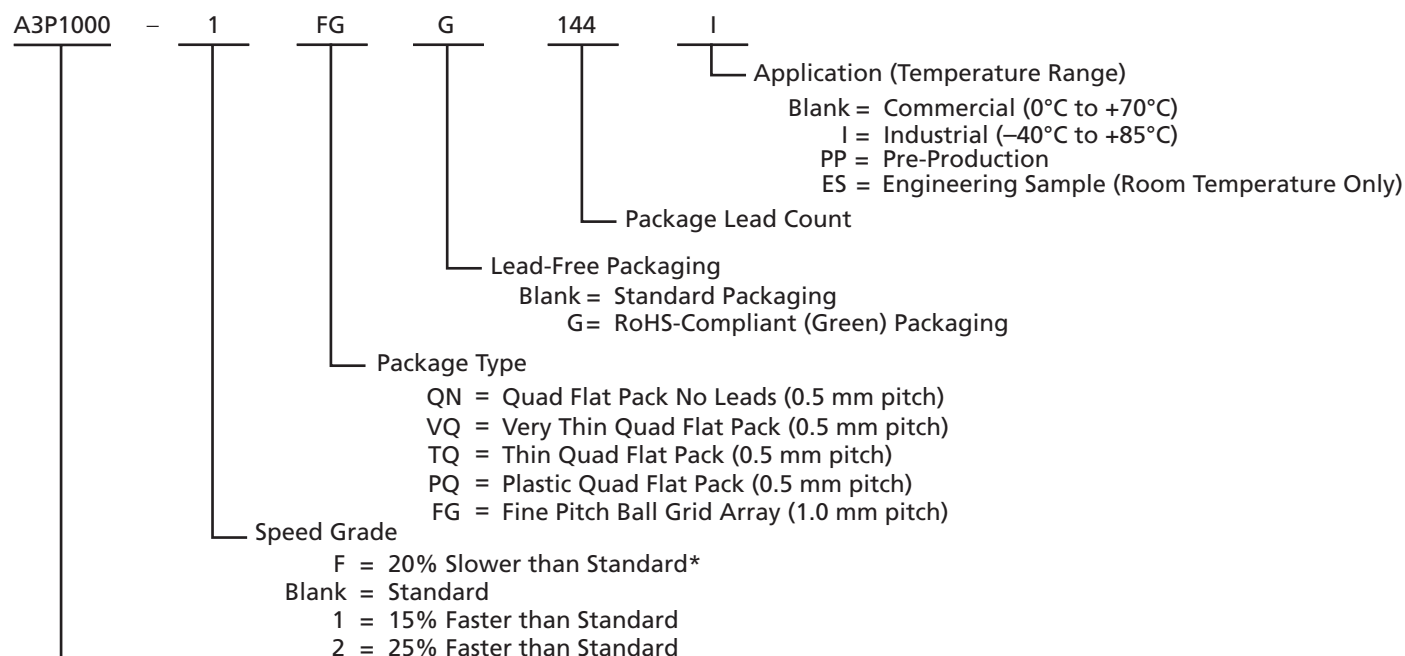 A3P1000 – 1 FG G 144 I
Application (Temperature Range)
Blank = Commercial (0°C to +70°C)
I = Industrial (–40°C to +85°C)
PP = Pre-Production
ES = Engineering Sample (Room Temperature Only)
Package Lead Count
Lead-Free Packaging
Blank = Standard Packaging
G= RoHS-Compliant (Green) Packaging
Package Type
QN = Quad Flat Pack No Leads (0.5 mm pitch)
VQ = Very Thin Quad Flat Pack (0.5 mm pitch)
TQ = Thin Quad Flat Pack (0.5 mm pitch)
PQ = Plastic Quad Flat Pack (0.5 mm pitch)
FG = Fine Pitch Ball Grid Array (1.0 mm pitch)
Speed Grade
F = 20% Slower than Standard*
Blank = Standard
1 = 15% Faster than Standard
2 = 25% Faster than Standard